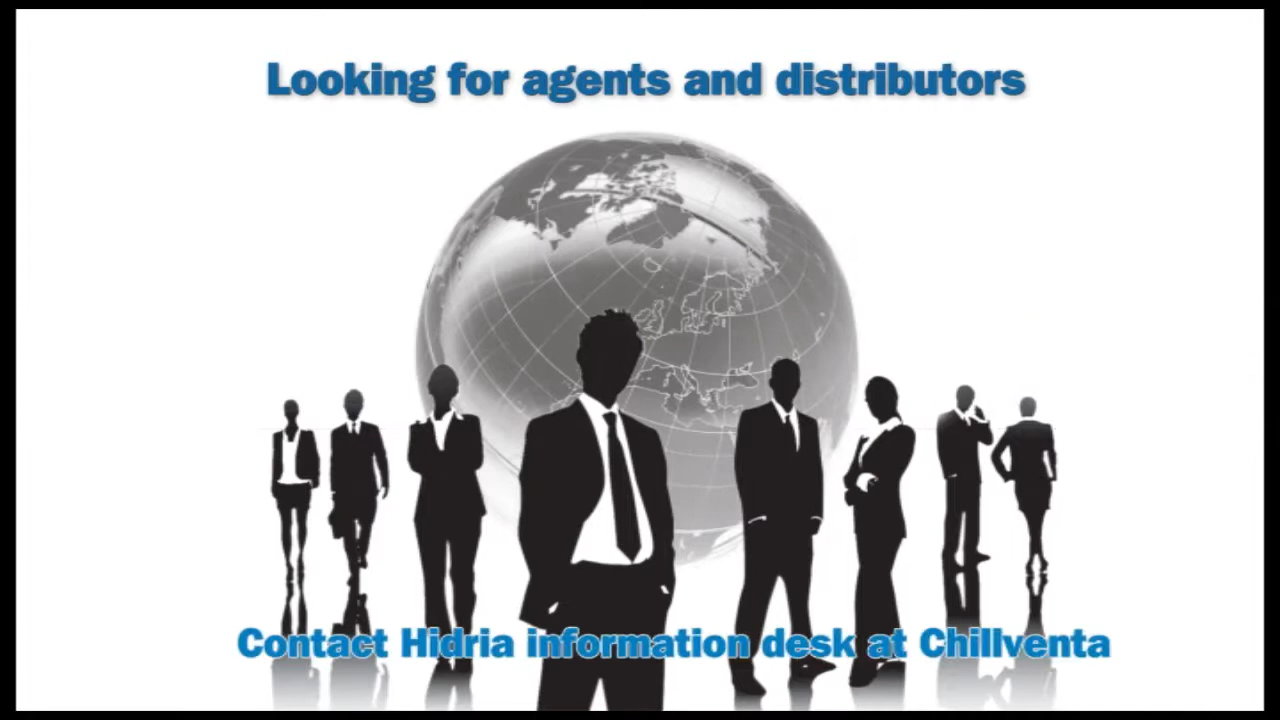 Looking for agents and distributors
Contact Hidria information desk at Chillventa